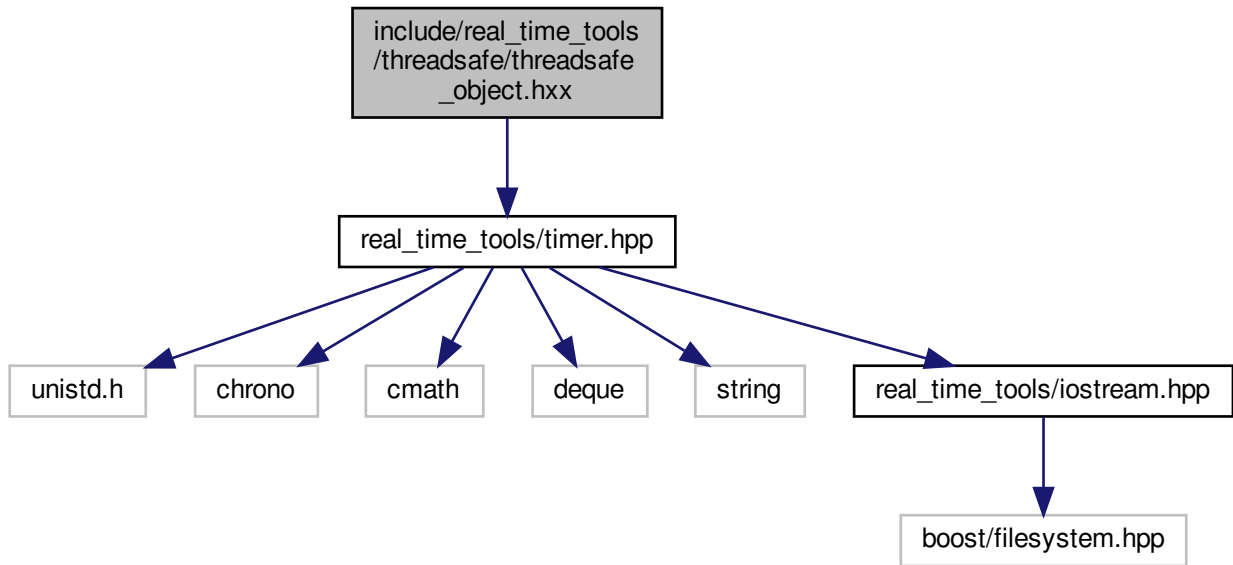 include/real_time_tools
/threadsafe/threadsafe
_object.hxx
real_time_tools/timer.hpp
unistd.h
chrono
cmath
deque
string
real_time_tools/iostream.hpp
boost/filesystem.hpp